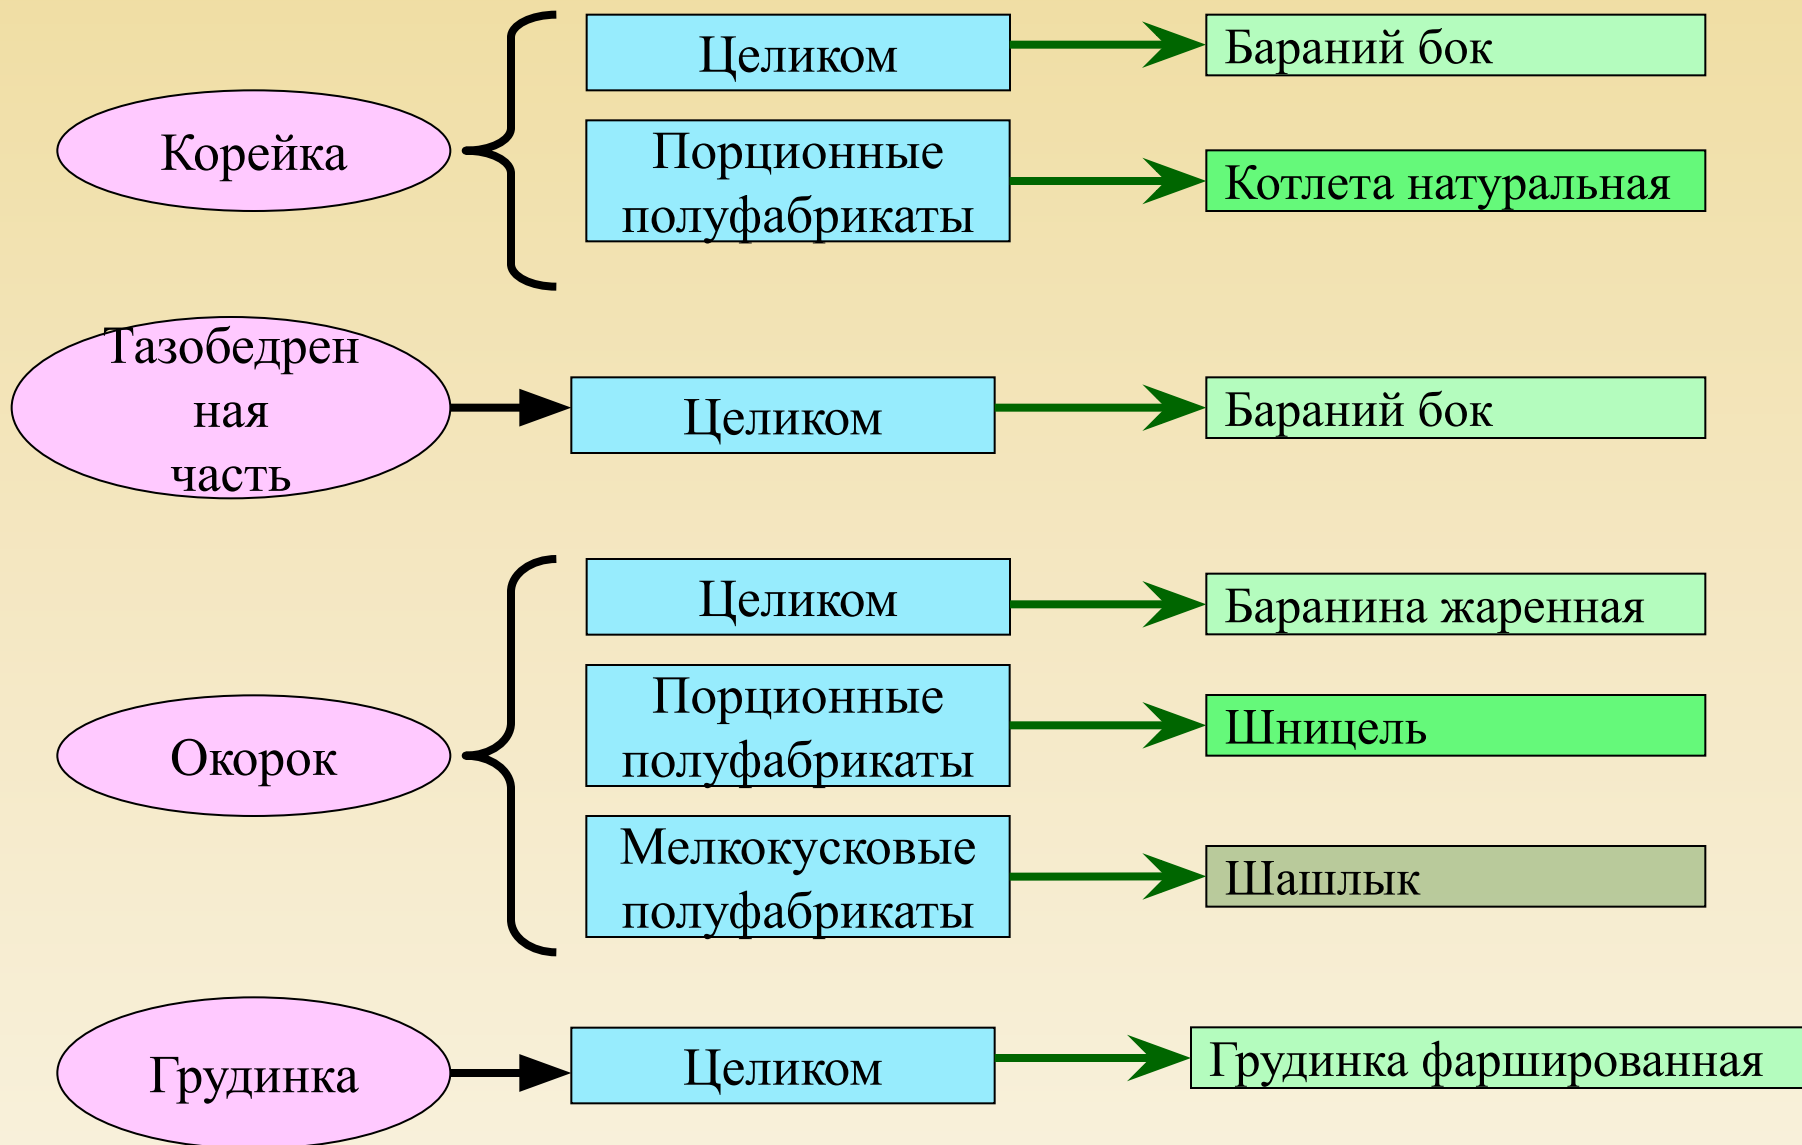 Корейка
Целиком
Бараний бок
Порционные
полуфабрикаты
Котлета натуральная
Тазобедрен
ная
часть
Целиком
Бараний бок
Окорок
Целиком
Баранина жаренная
Порционные
полуфабрикаты
Шницель
Мелкокусковые
полуфабрикаты
Шашлык
Грудинка
Целиком
Грудинка фаршированная